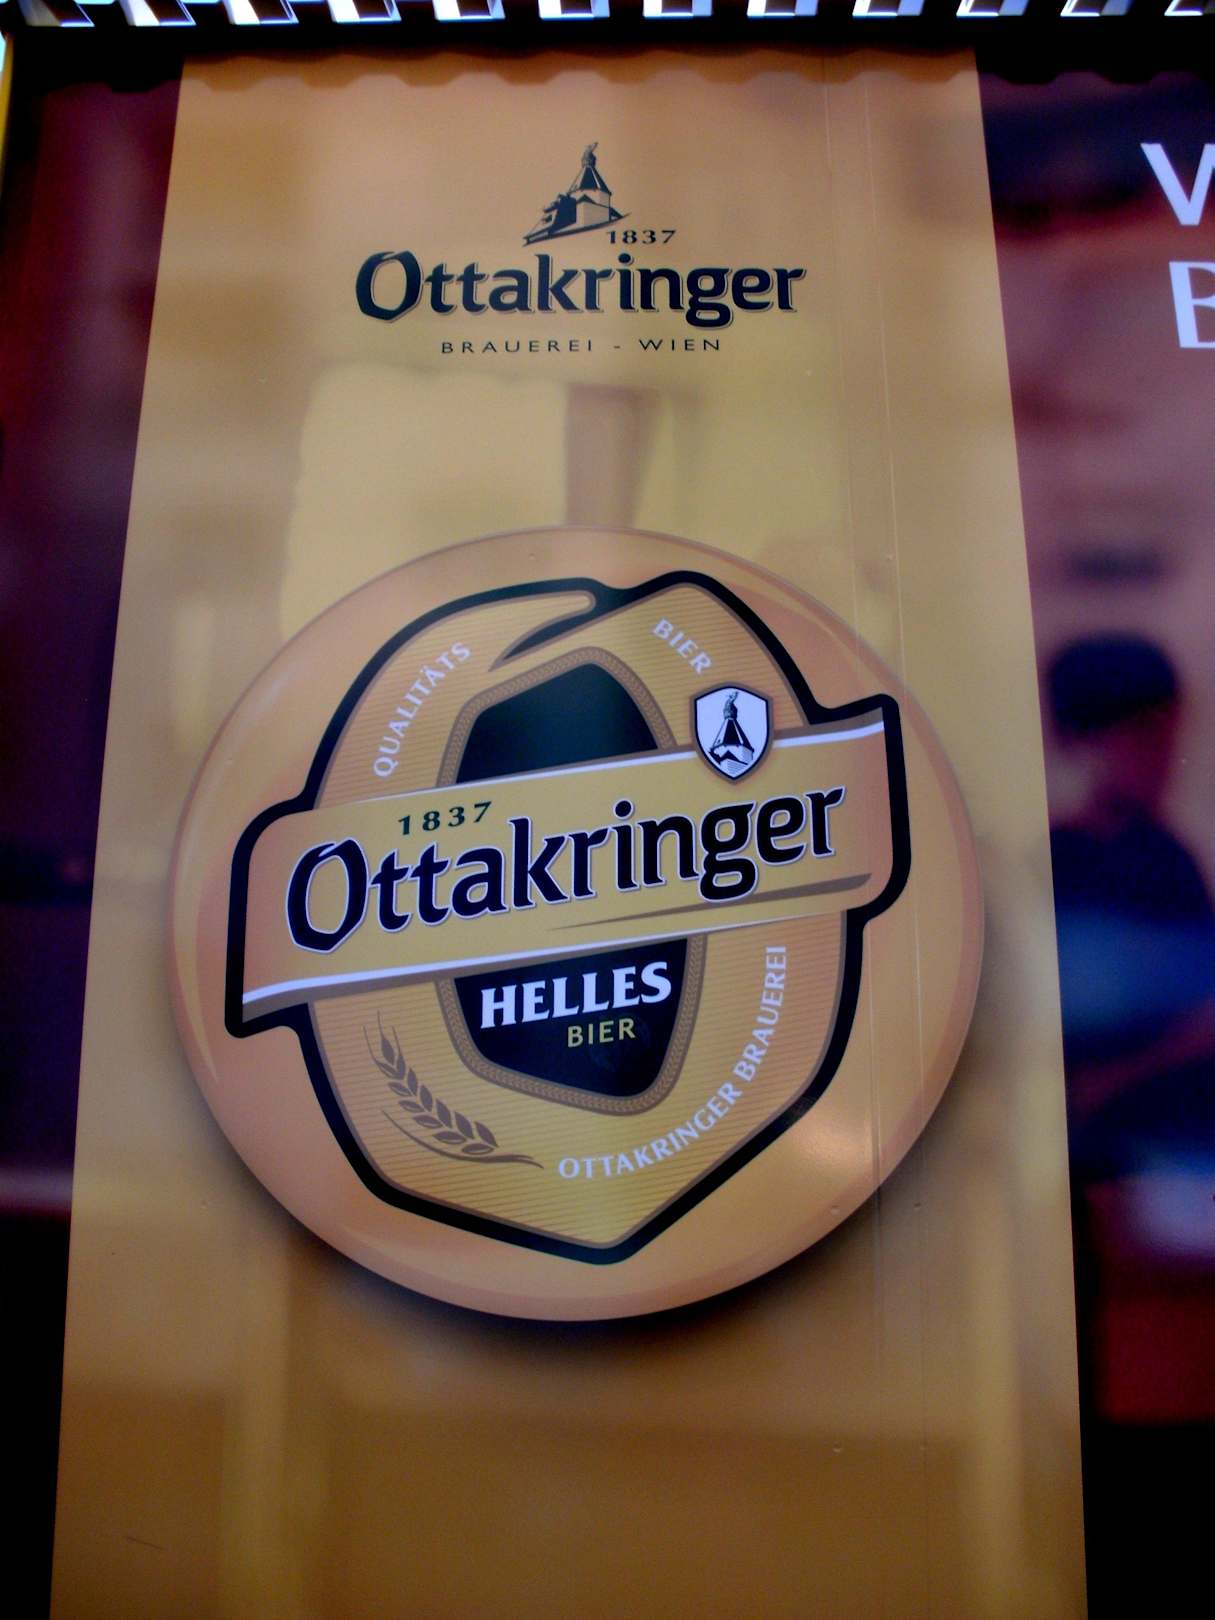 1837
Ottakringer
BRAUEREI - WIEN
QUALITÄTS
BIER
1837
Ottakringer
HELLES
BIER
OTTAKRINGER BRAUEREI